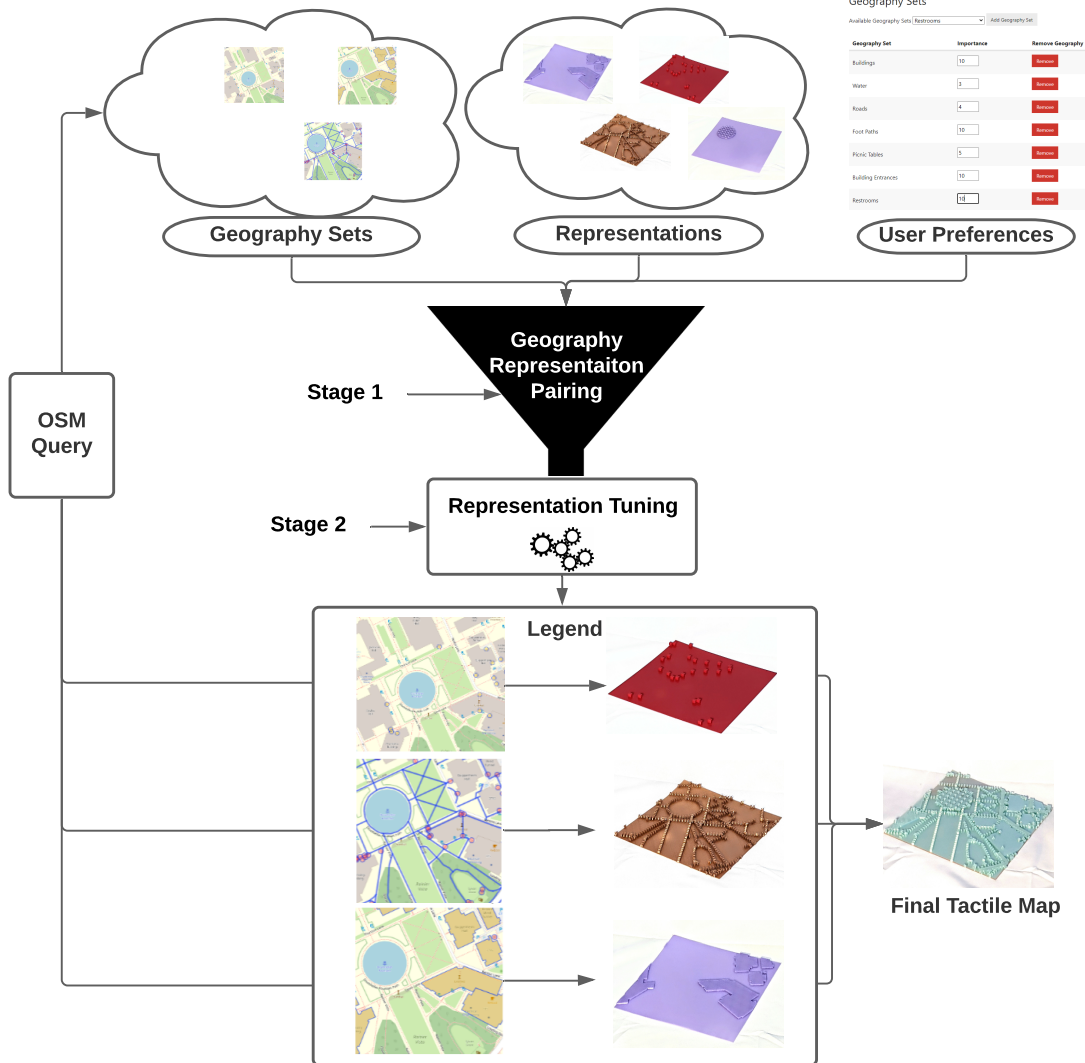 Geography Sets
Available Geography Sets Restrooms Add Geography Set
Geography Set Importance Remove Geography
Buildings 10 Remove
Water 3 Remove
Roads 4 Remove
Foot Paths 10 Remove
Picnic Tables 5 Remove
Building Entrances 10 Remove
Restrooms 10 Remove
Geography Sets
Representations
User Preferences
Geography
Representaiton
Pairing
Stage 1
OSM
Query
Representation Tuning
Stage 2
Legend
Final Tactile Map